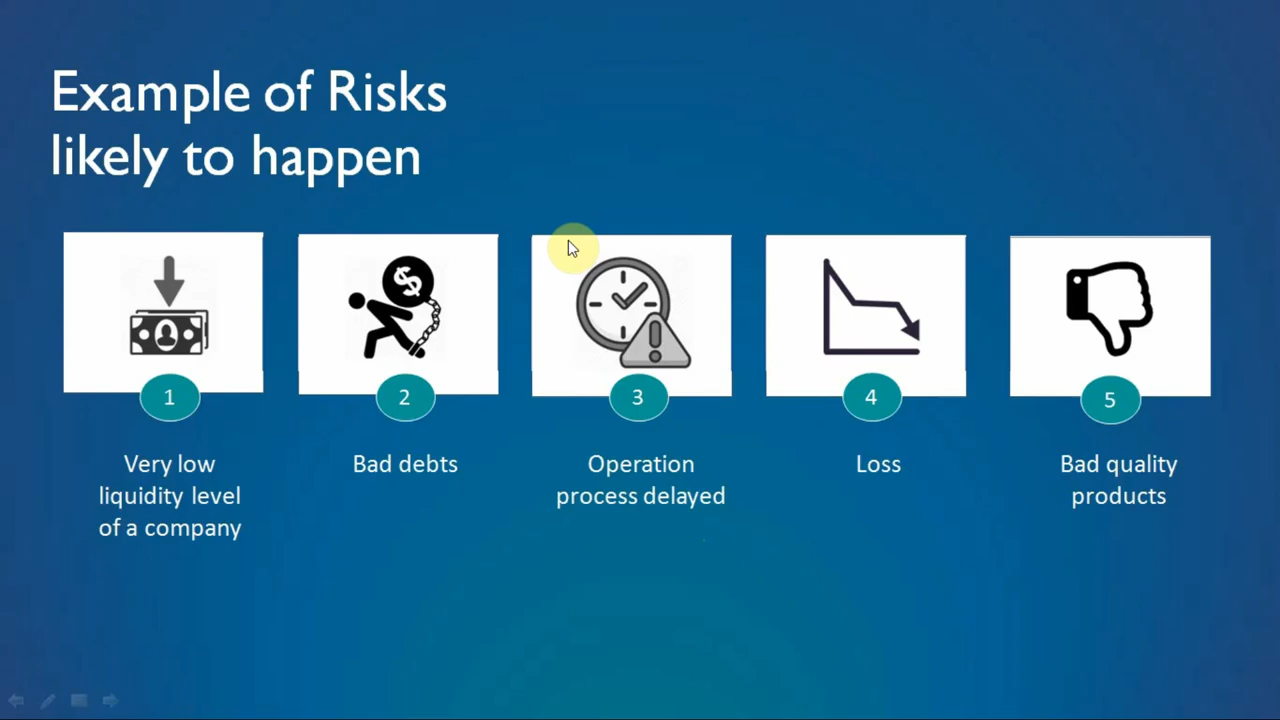 Example of Risks
likely to happen
1
Very low
liquidity level
of a company
2
Bad debts
3
Operation
process delayed
4
Loss
5
Bad quality
products